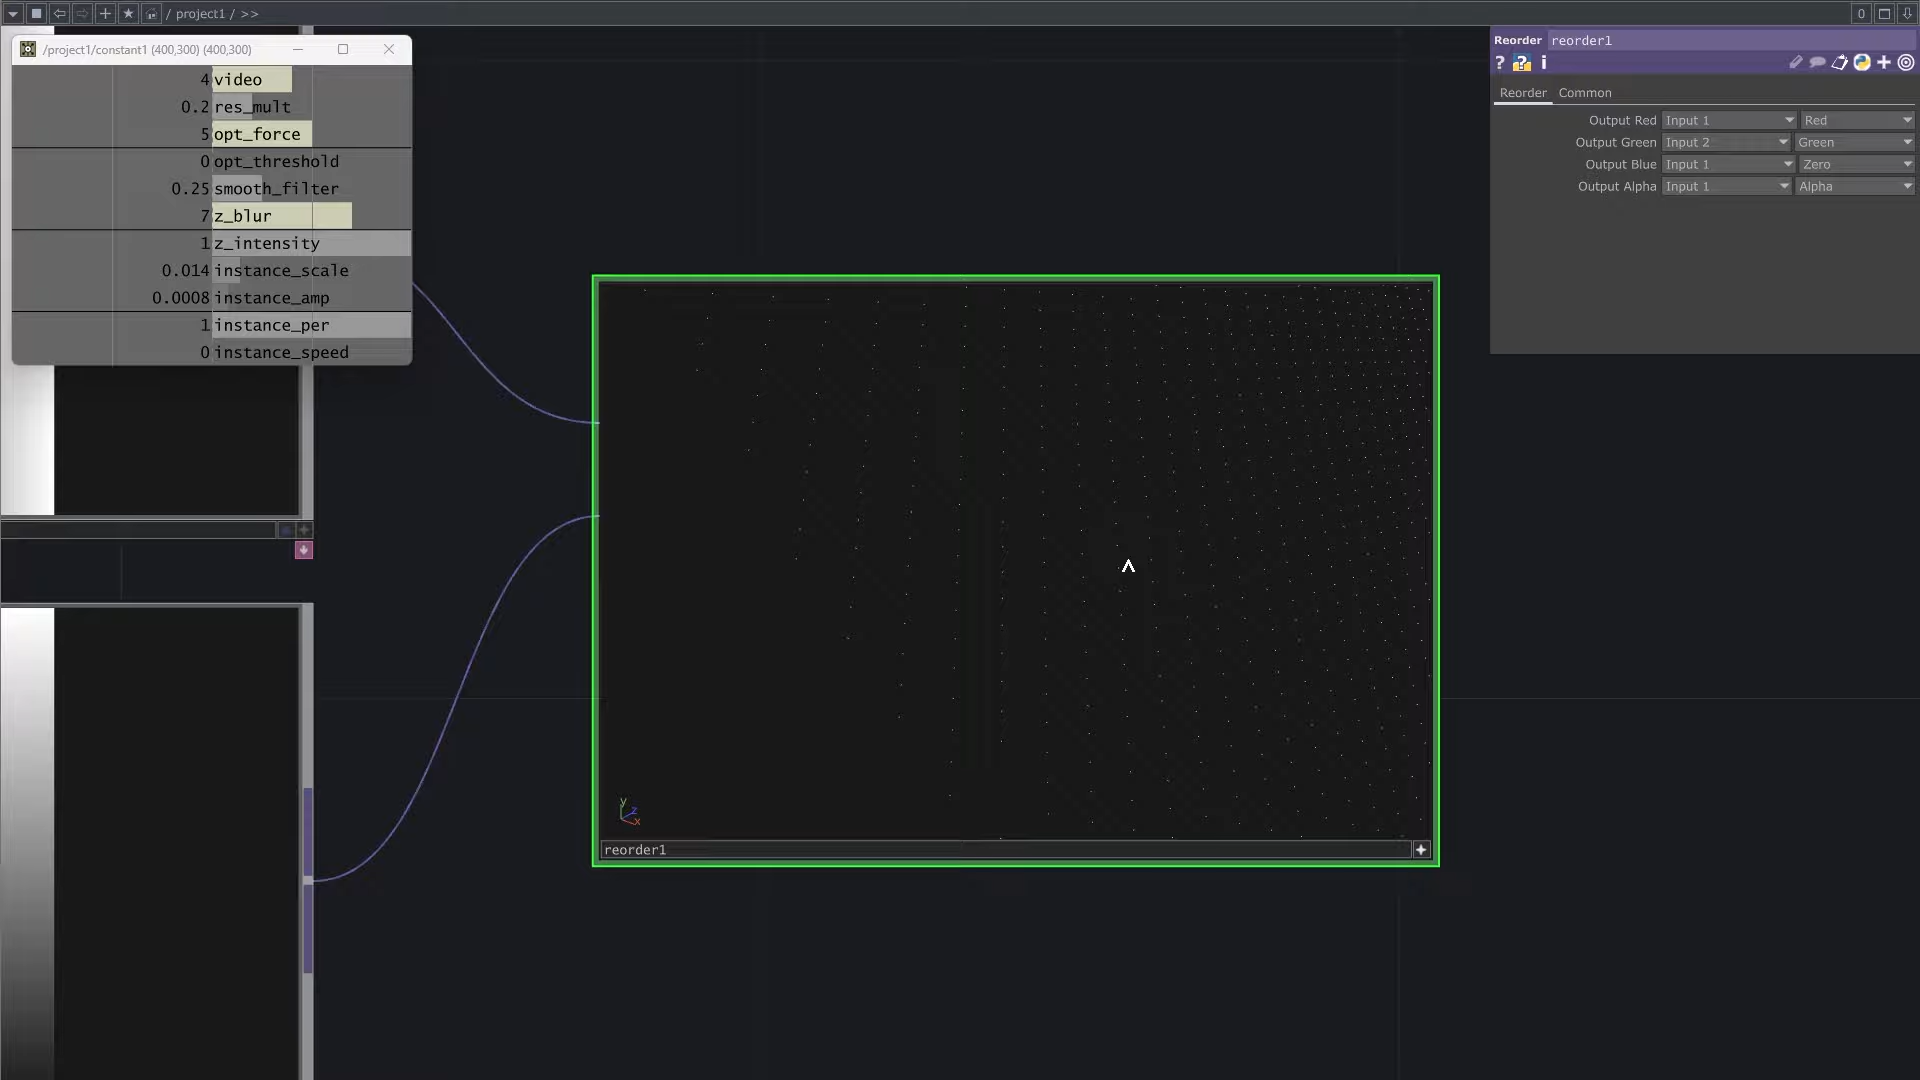 / project1 / >>
0
/project1/constant1 (400,300) (400,300)
4 video
0.2 res_mult
5 opt_force
0 opt_threshold
0.25 smooth_filter
7 z_blur
1 z_intensity
0.014 instance_scale
0.0008 instance_amp
1 instance_per
0 instance_speed
Reorder reorder1
? ? i
Reorder Common
Output Red Input 1 Red
Output Green Input 2 Green
Output Blue Input 1 Zero
Output Alpha Input 1 Alpha
y
z
x
reorder1